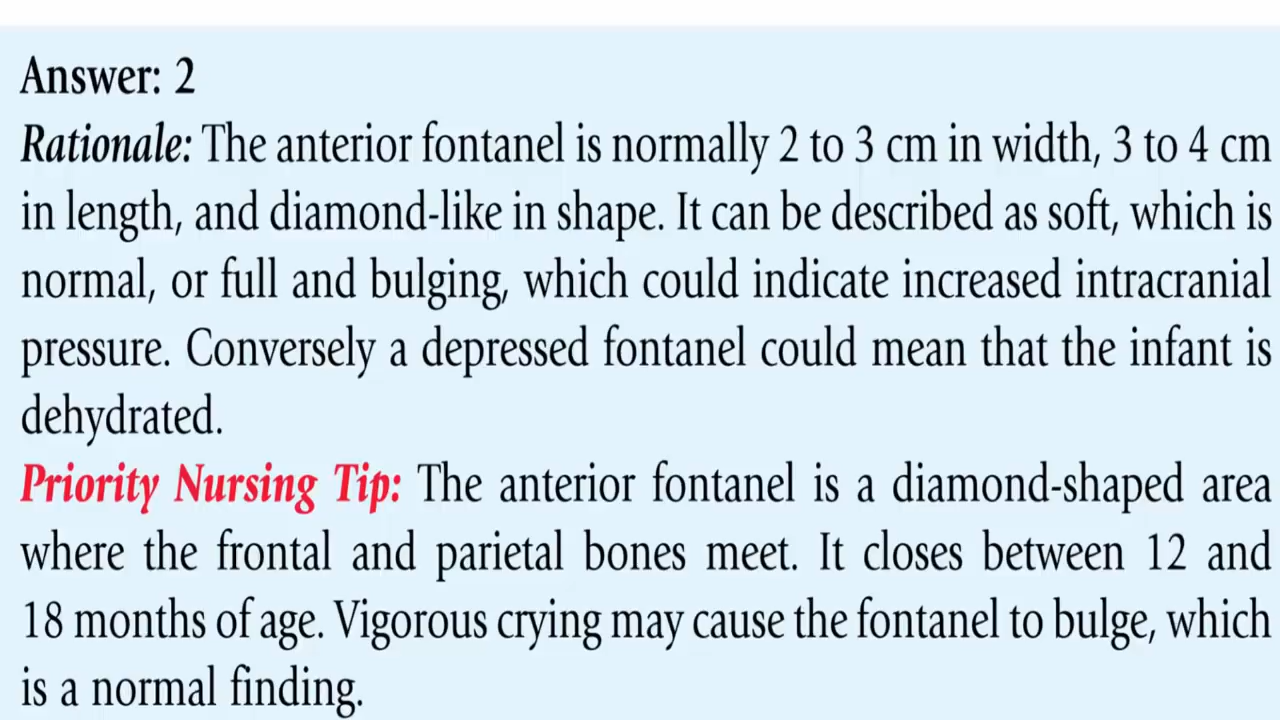 Answer: 2
Rationale: The anterior fontanel is normally 2 to 3 cm in width, 3 to 4 cm
in length, and diamond-like in shape. It can be described as soft, which is
normal, or full and bulging, which could indicate increased intracranial
pressure. Conversely a depressed fontanel could mean that the infant is
dehydrated.
Priority Nursing Tip: The anterior fontanel is a diamond-shaped area
where the frontal and parietal bones meet. It closes between 12 and
18 months of age. Vigorous crying may cause the fontanel to bulge, which
is a normal finding.